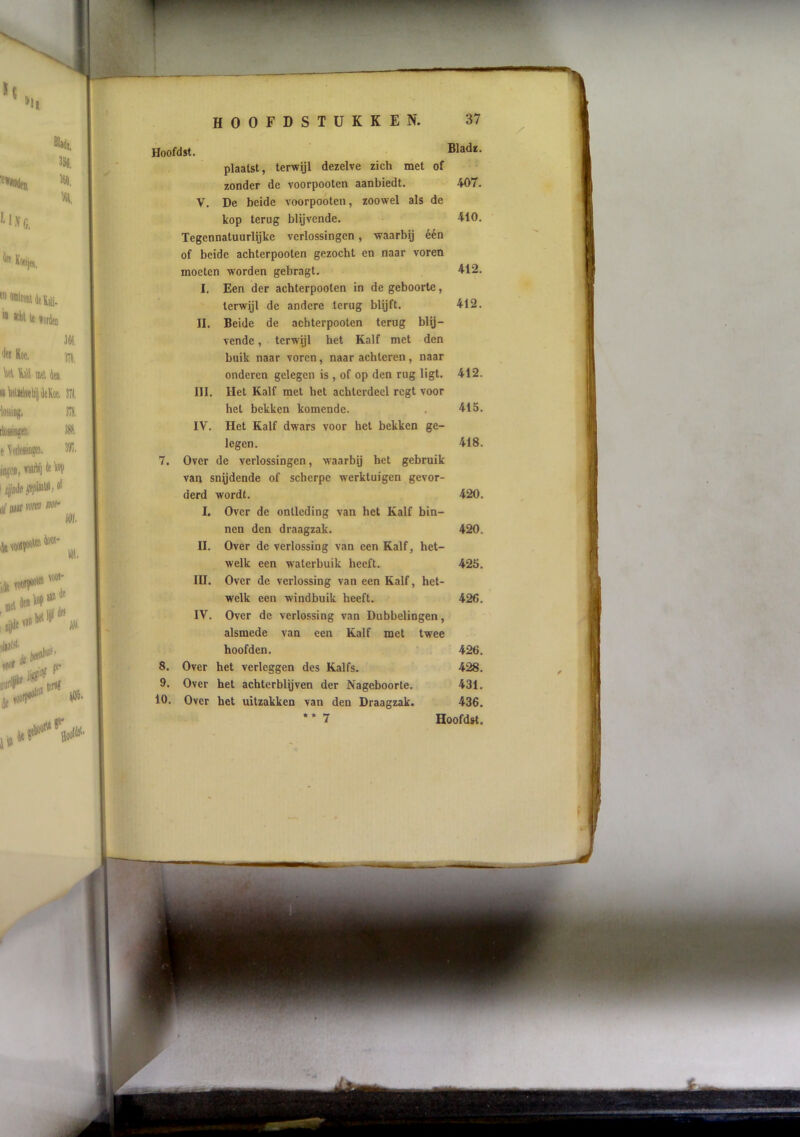 HOOFDSTUKKEN. 37
Hoofdst. Bladz.
plaatst, terwijl dezelve zich met of
zonder de voorpooten aanbiedt. 407.
V. De beide voorpooten, zoowel als de
kop terug blijvende. 410.
Tegennatuurlijke verlossingen, waarbij één
of beide achterpooten gezocht en naar voren
moeten worden gebragt. 412.
I. Een der achterpooten in de geboorte,
terwijl de andere terug blijft. 412.
II. Beide de achterpooten terug blij-
vende, terwijl het Kalf met den
buik naar voren, naar achteren, naar
onderen gelegen is, of op den rug ligt. 412.
III. Het Kalf met het achterdeel regt voor
het bekken komende. 415.
IV. Het Kalf dwars voor het bekken ge-
legen. 418.
7. Over de verlossingen, waarbij het gebruik
van snijdende of scherpe werktuigen gevor-
derd wordt. 420.
I. Over de ontleding van het Kalf bin-
nen den draagzak. 420.
II. Over de verlossing van een Kalf, het-
welk een waterbuik heeft. 425.
III. Over de verlossing van een Kalf, het-
welk een windbuik heeft. 426.
IV. Over de verlossing van Dubbelingen,
alsmede van een Kalf met twee
hoofden. 426.
8. Over het verleggen des Kalfs. 428.
9. Over het achterblijven der Nageboorte. 431.
10. Over het uitzakken van den Draagzak. 436.
** 7 Hoofdst.